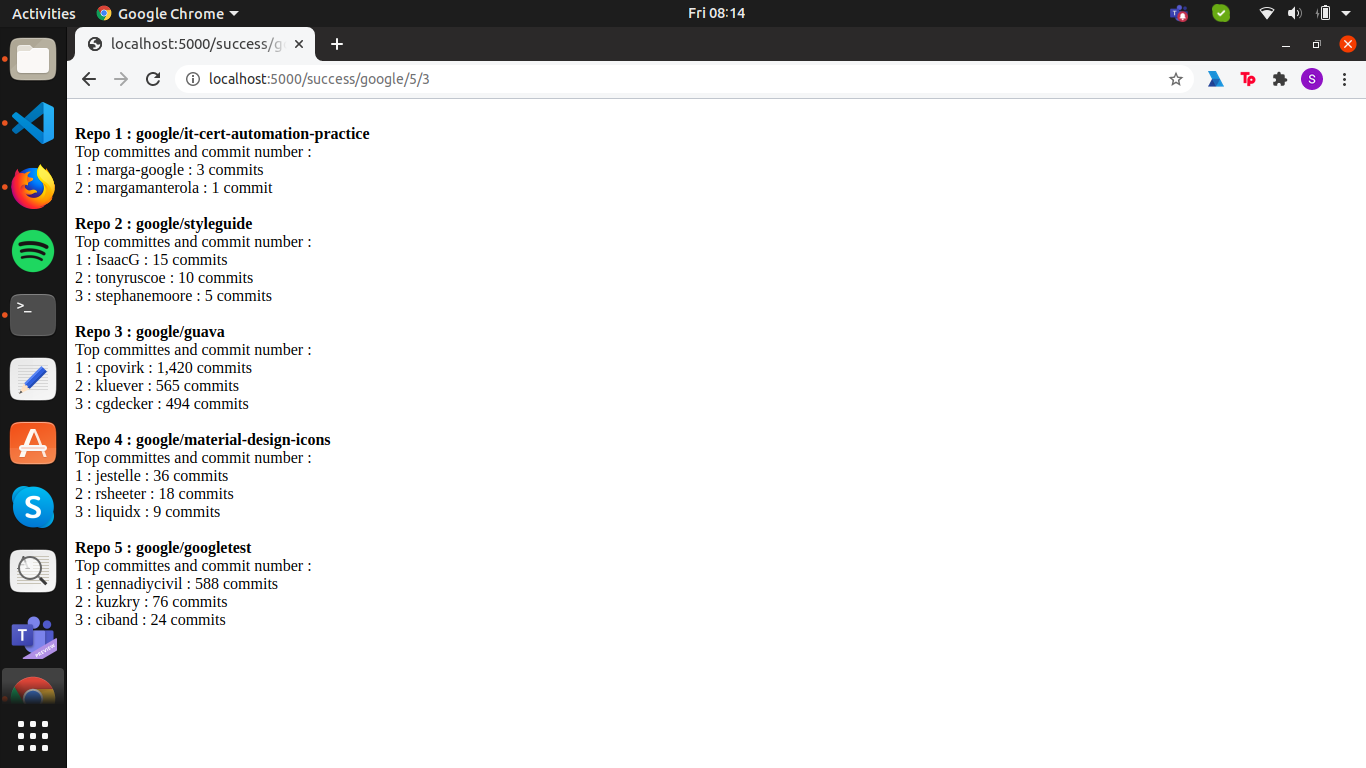 Activities
Google Chrome
Fri 08:14
localhost:5000/success/g
localhost:5000/success/google/5/3
Tp
S
Repo 1 : google/it-cert-automation-practice
Top committes and commit number :
1 : marga-google : 3 commits
2 : margamanterola : 1 commit
Repo 2 : google/styleguide
Top committes and commit number :
1 : IsaacG : 15 commits
2 : tonyruscoe : 10 commits
3 : stephanemoore : 5 commits
Repo 3 : google/guava
Top committes and commit number :
1 : cpovirk : 1,420 commits
2 : kluever : 565 commits
3 : cgdecker : 494 commits
Repo 4 : google/material-design-icons
Top committes and commit number :
1 : jestelle : 36 commits
2 : rsheeter : 18 commits
3 : liquidx : 9 commits
Repo 5 : google/googletest
Top committes and commit number :
1 : gennadiycivil : 588 commits
2 : kuzkry : 76 commits
3 : ciband : 24 commits
>_
S
T
PREVIEW